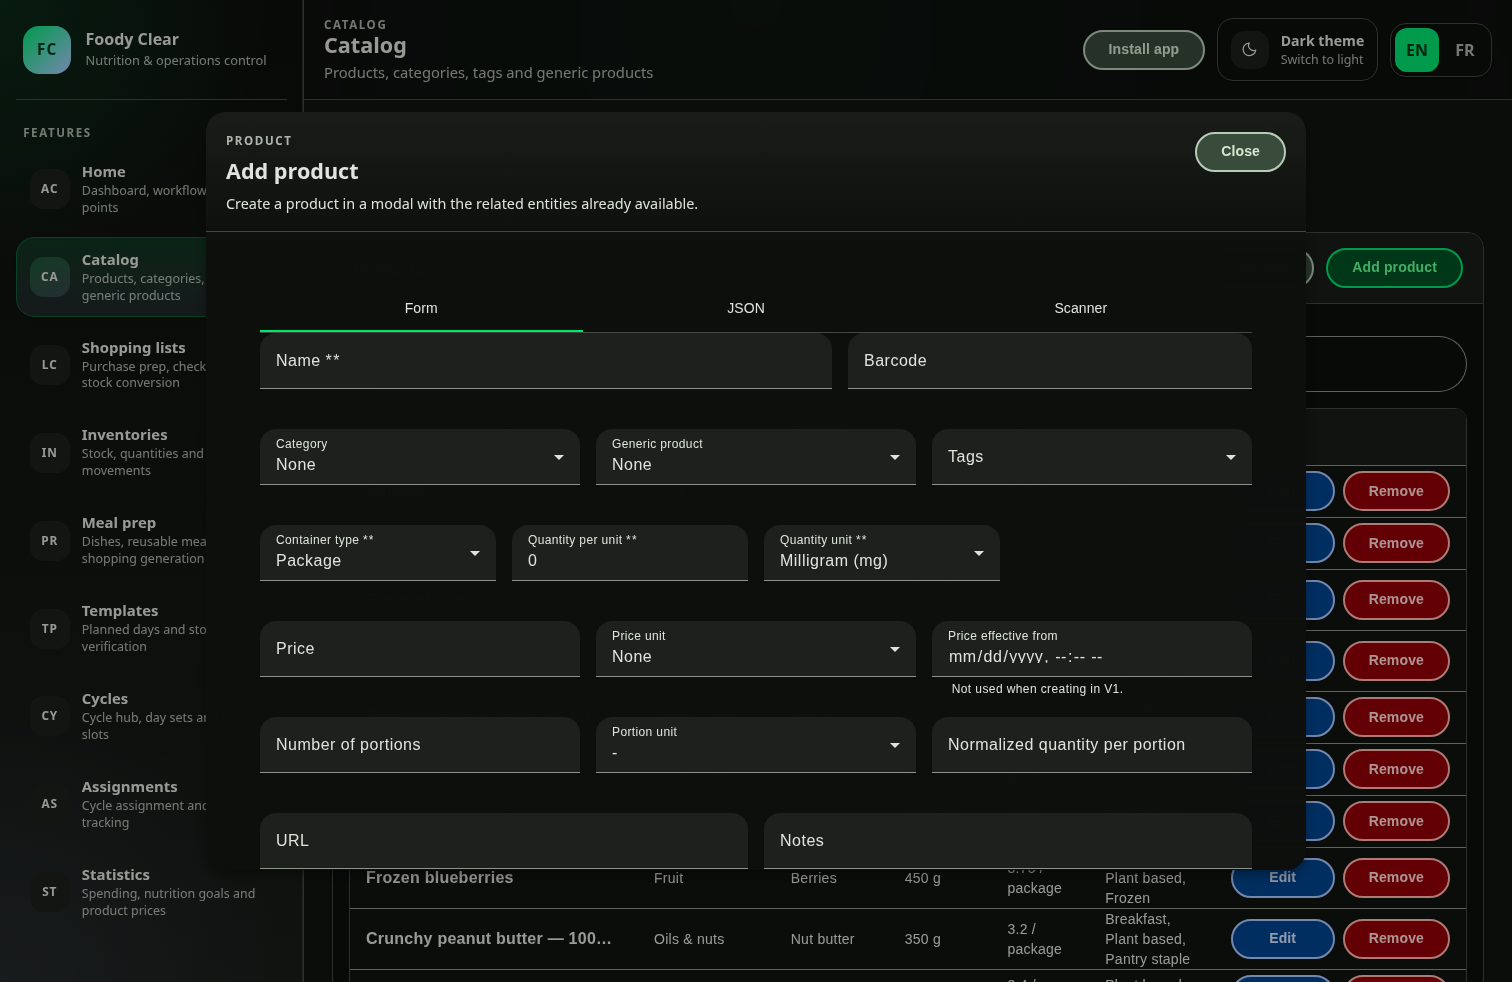 FC
Foody Clear
Nutrition & operations control
CATALOG
Catalog
Products, categories, tags and generic products
Install app
Dark theme
Switch to light
EN
FR
FEATURES
AC
Home
Dashboard, workflow
points
CA
Catalog
Products, categories,
generic products
LC
Shopping lists
Purchase prep, check
stock conversion
IN
Inventories
Stock, quantities and
movements
PR
Meal prep
Dishes, reusable mea
shopping generation
TP
Templates
Planned days and sto
verification
CY
Cycles
Cycle hub, day sets
slots
AS
Assignments
Cycle assignment and
tracking
ST
Statistics
Spending, nutrition goals and
product prices
PRODUCT
Add product
Create a product in a modal with the related entities already available.
Close
Form
JSON
Scanner
Name **
Barcode
Category
None
Generic product
None
Tags
Container type **
Package
Quantity per unit **
0
Quantity unit **
Milligram (mg)
Price
Price unit
None
Price effective from
mm/dd/yyyy, --:-- --
Not used when creating in V1.
Number of portions
Portion unit
-
Normalized quantity per portion
URL
Notes
Add product
Remove
Remove
Remove
Remove
Remove
Remove
Remove
Frozen blueberries
Fruit
Berries
450 g
package
Plant based,
Frozen
Edit
Remove
Crunchy peanut butter — 100…
Oils & nuts
Nut butter
350 g
3.2 /
package
Breakfast,
Plant based,
Pantry staple
Edit
Remove